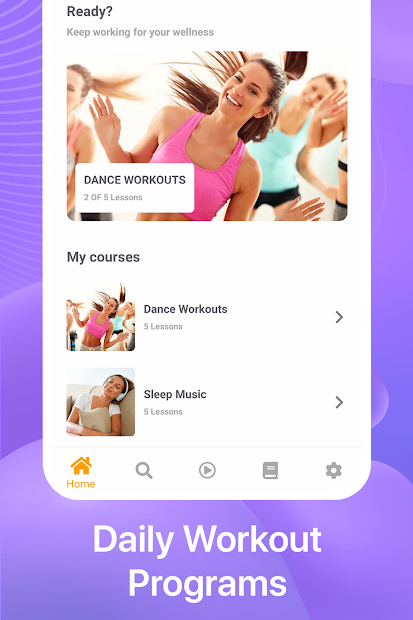 Ready?
Keep working for your wellness
DANCE WORKOUTS
2 OF 5 Lessons
My courses
Dance Workouts
5 Lessons
Sleep Music
5 Lessons
Home
Daily Workout
Programs